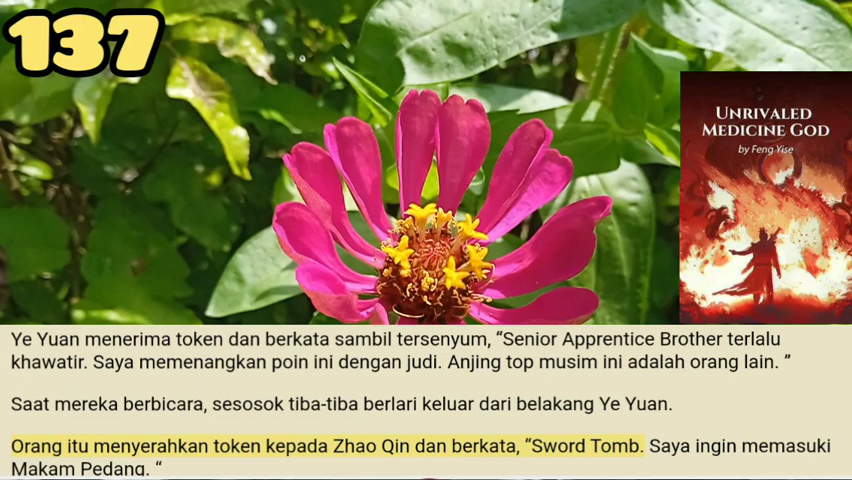 137
UNRIVALED
MEDICINE GOD
by Feng Yise
Ye Yuan menerima token dan berkata sambil tersenyum, “Senior Apprentice Brother terlalu
khawatir. Saya memenangkan poin ini dengan judi. Anjing top musim ini adalah orang lain. ”
Saat mereka berbicara, sesosok tiba-tiba berlari keluar dari belakang Ye Yuan.
Orang itu menyerahkan token kepada Zhao Qin dan berkata, “Sword Tomb. Saya ingin memasuki
Makam Pedang. “